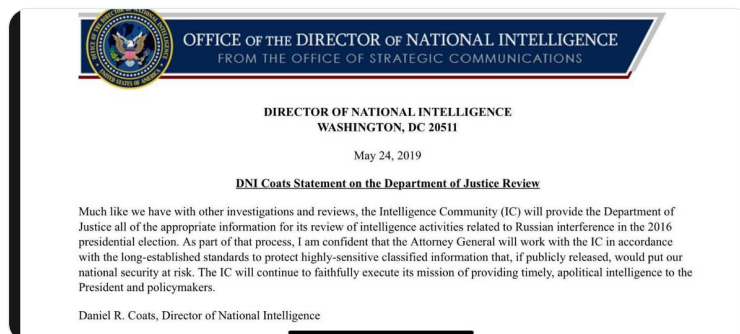 OFFICE OF THE DIRECTOR OF NATIONAL INTELLIGENCE
FROM THE OFFICE OF STRATEGIC COMMUNICATIONS
DIRECTOR OF NATIONAL INTELLIGENCE
WASHINGTON, DC 20511
May 24, 2019
DNI Coats Statement on the Department of Justice Review
Much like we have with other investigations and reviews, the Intelligence Community (IC) will provide the Department of
Justice all of the appropriate information for its review of intelligence activities related to Russian interference in the 2016
presidential election. As part of that process, I am confident that the Attorney General will work with the IC in accordance
with the long-established standards to protect highly-sensitive classified information that, if publicly released, would put our
national security at risk. The IC will continue to faithfully execute its mission of providing timely, apolitical intelligence to the
President and policymakers.
Daniel R. Coats, Director of National Intelligence